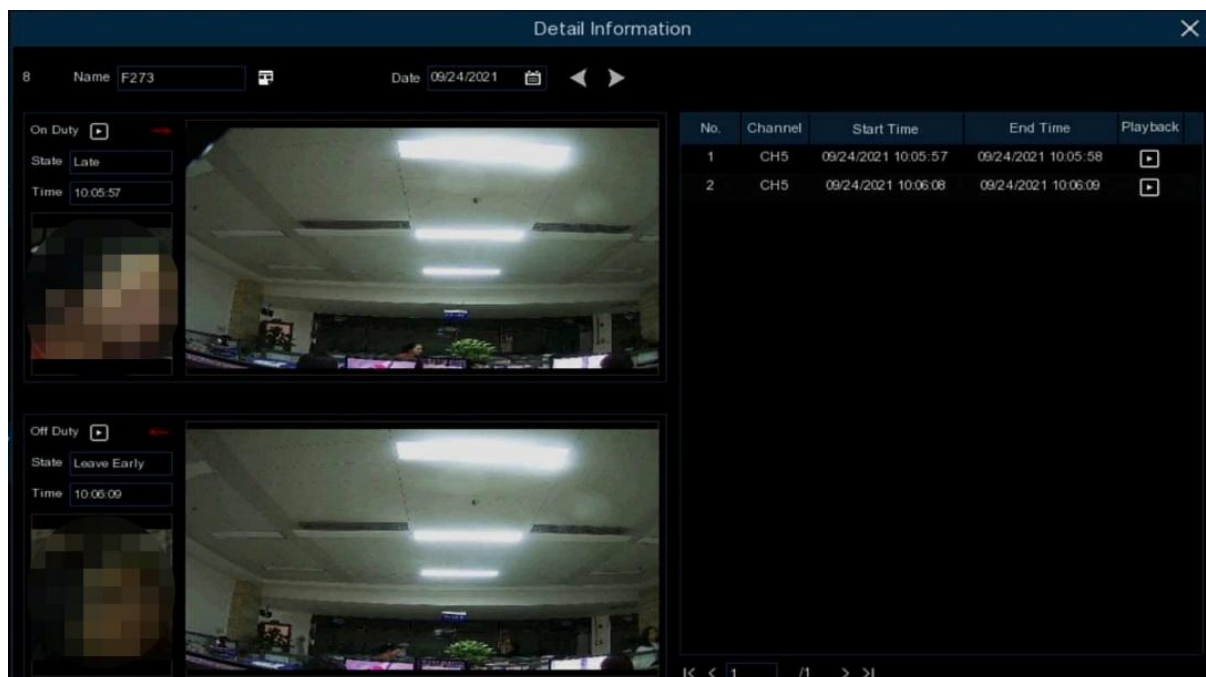 Detail Information
8 Name F273 Date 09/24/2021
On Duty
State Late
Time 10:05:57
No. Channel Start Time End Time Playback
1 CH5 09/24/2021 10:05:57 09/24/2021 10:05:58
2 CH5 09/24/2021 10:06:08 09/24/2021 10:06:09
Off Duty
State Leave Early
Time 10:06:09
1 /1